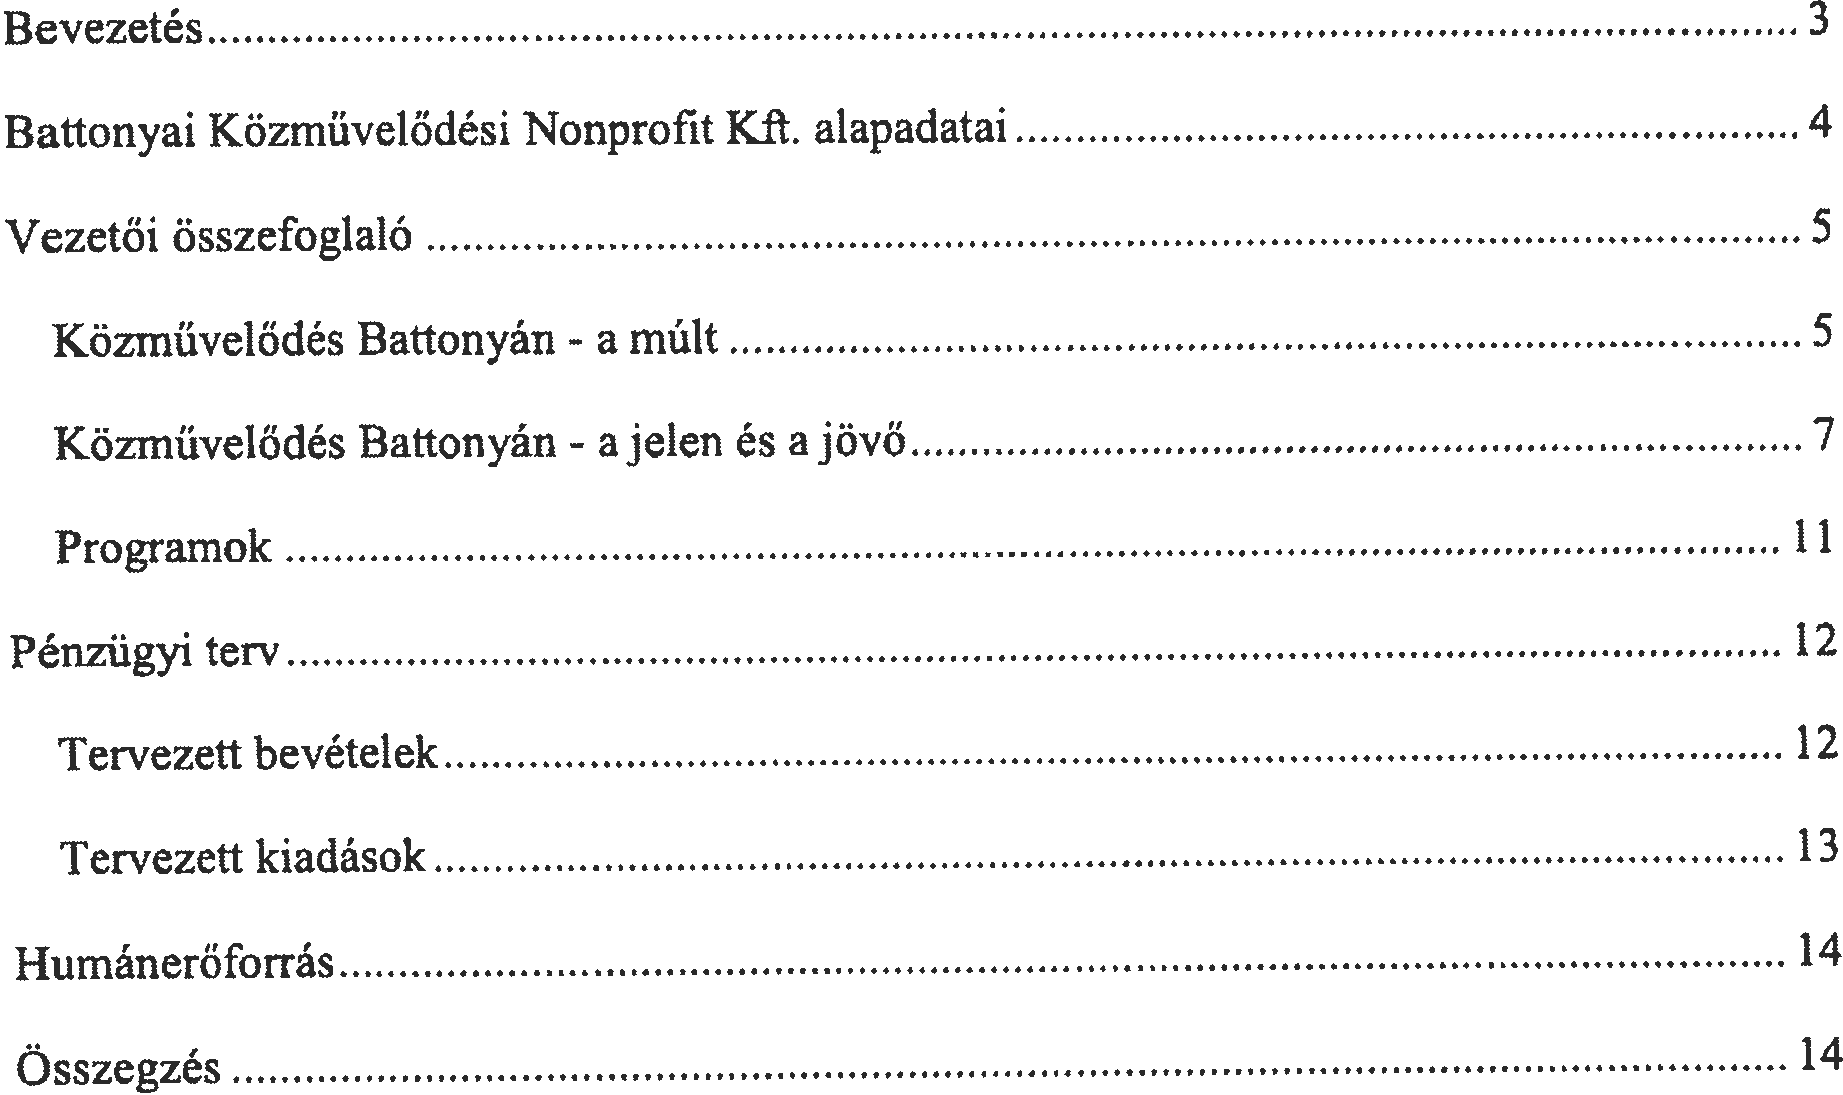 Bevezetés........................................................ 3
Battonyai Közművelődési Nonprofit Kft. alapadatai........................................................ 4
Vezetői összefoglaló ........................................................ 5
Közművelődés Battonyán - a múlt ........................................................ 5
Közművelődés Battonyán - a jelen és a jövő........................................................ 7
Programok ........................................................ 11
Pénzügyi terv ........................................................ 12
Tervezett bevételek........................................................ 12
Tervezett kiadások ........................................................ 13
Humánerőforrás........................................................ 14
Összegzés ........................................................ 14